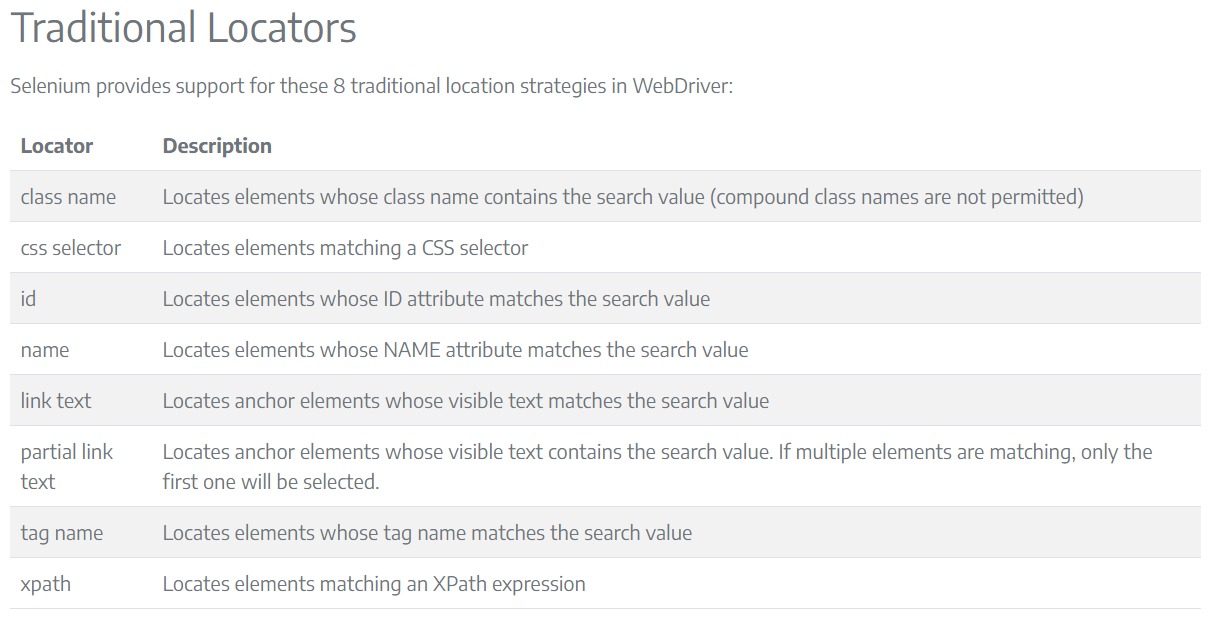 Traditional Locators
Selenium provides support for these 8 traditional location strategies in WebDriver:
Locator Description
class name Locates elements whose class name contains the search value (compound class names are not permitted)
css selector Locates elements matching a CSS selector
id Locates elements whose ID attribute matches the search value
name Locates elements whose NAME attribute matches the search value
link text Locates anchor elements whose visible text matches the search value
partial link Locates anchor elements whose visible text contains the search value. If multiple elements are matching, only the
text first one will be selected.
tag name Locates elements whose tag name matches the search value
xpath Locates elements matching an XPath expression